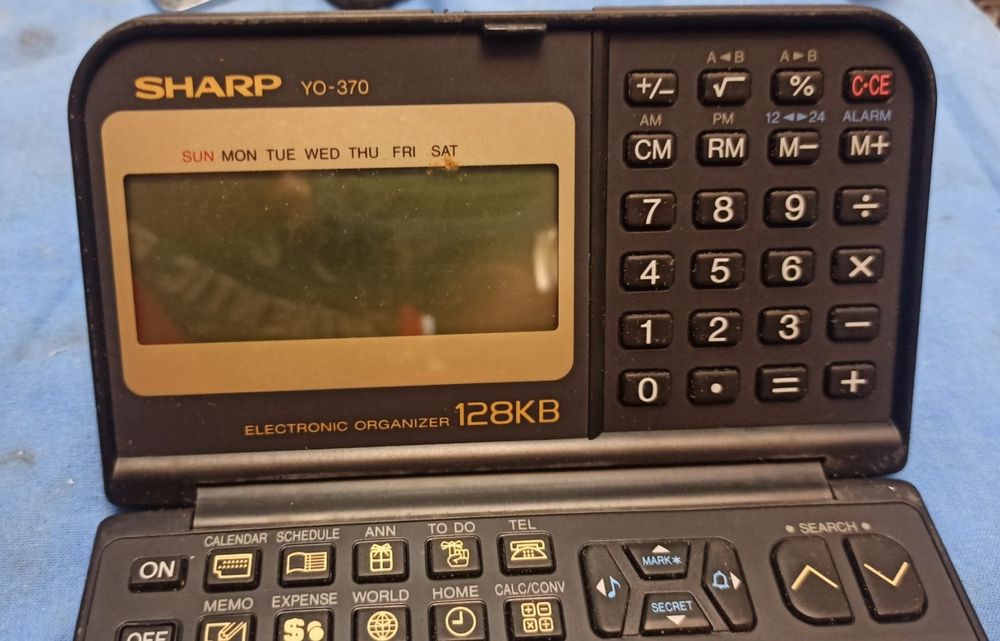 SHARP YO-370
SUN MON TUE WED THU FRI SAT
ELECTRONIC ORGANIZER 128KB
A◄B A►B
+/− √ % C·CE
AM PM 12◄►24 ALARM
CM RM M− M+
7 8 9 ÷
4 5 6 ×
1 2 3 −
0 • = +
CALENDAR SCHEDULE ANN TO DO TEL
ON
MEMO EXPENSE WORLD HOME CALC/CONV
OFF
$¢
MARK*
SECRET
• SEARCH •